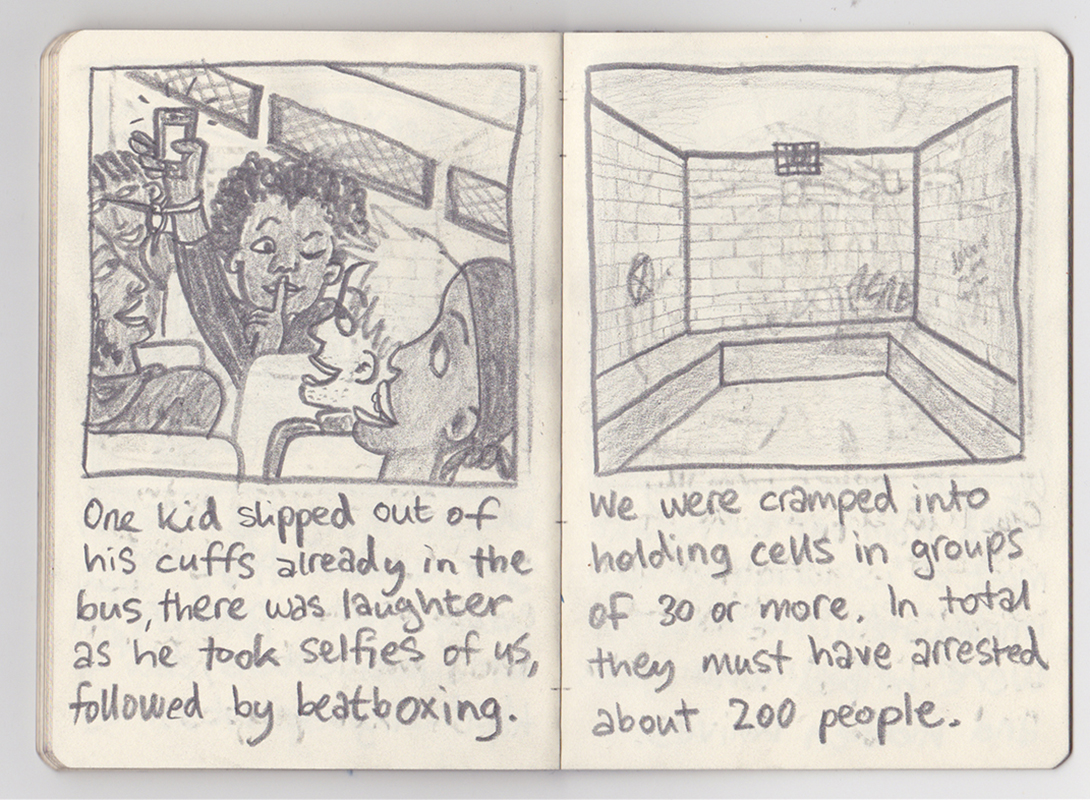 One kid slipped out of
his cuffs already in the
bus, there was laughter
as he took selfies of us,
followed by beatboxing.
We were cramped into
holding cells in groups
of 30 or more. In total
they must have arrested
about 200 people.